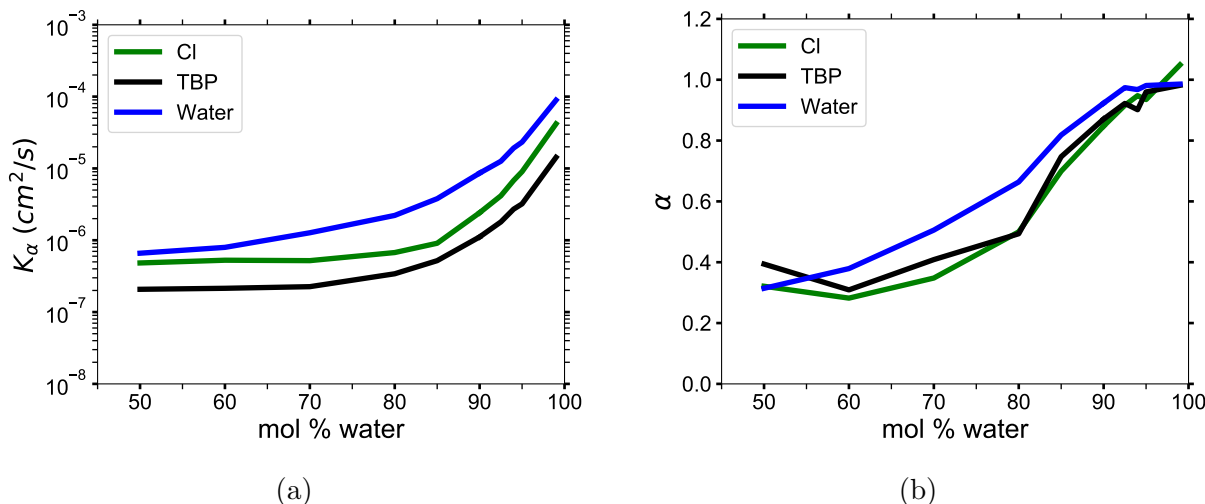 10⁻³
10⁻⁴
10⁻⁵
10⁻⁶
10⁻⁷
10⁻⁸
K_α (cm²/s)
Cl
TBP
Water
50 60 70 80 90 100
mol % water
(a)
1.2
1.0
0.8
0.6
0.4
0.2
0.0
α
Cl
TBP
Water
50 60 70 80 90 100
mol % water
(b)